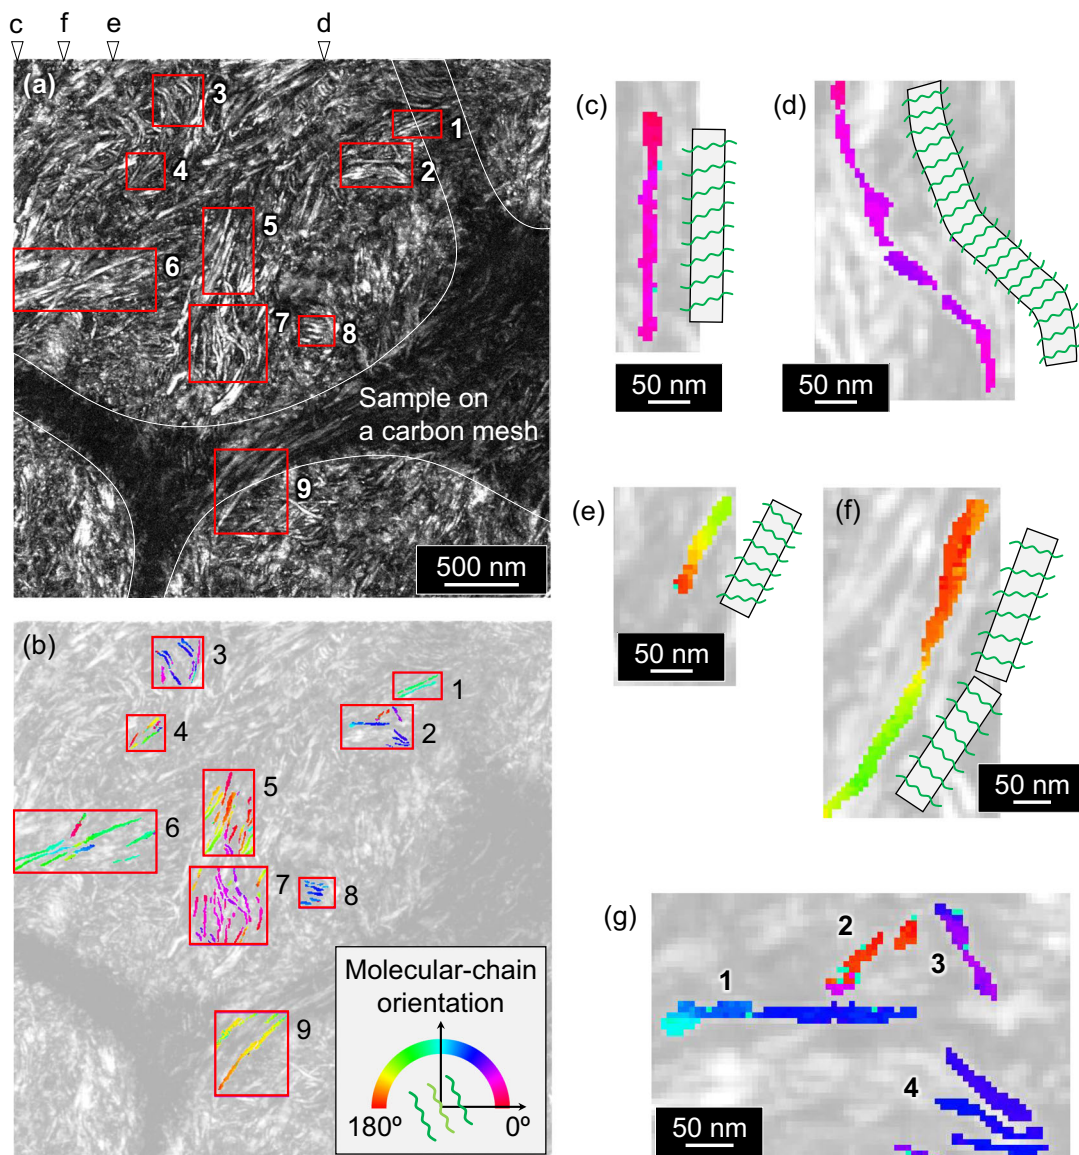 c f e d
(a)
3
1
4
2
5
6
7
8
Sample on
a carbon mesh
9
500 nm
(b)
3
1
4
2
5
6
7
8
9
Molecular-chain
orientation
180º 0º
(c)
50 nm
(d)
50 nm
(e)
50 nm
(f)
50 nm
(g)
2
3
1
4
50 nm